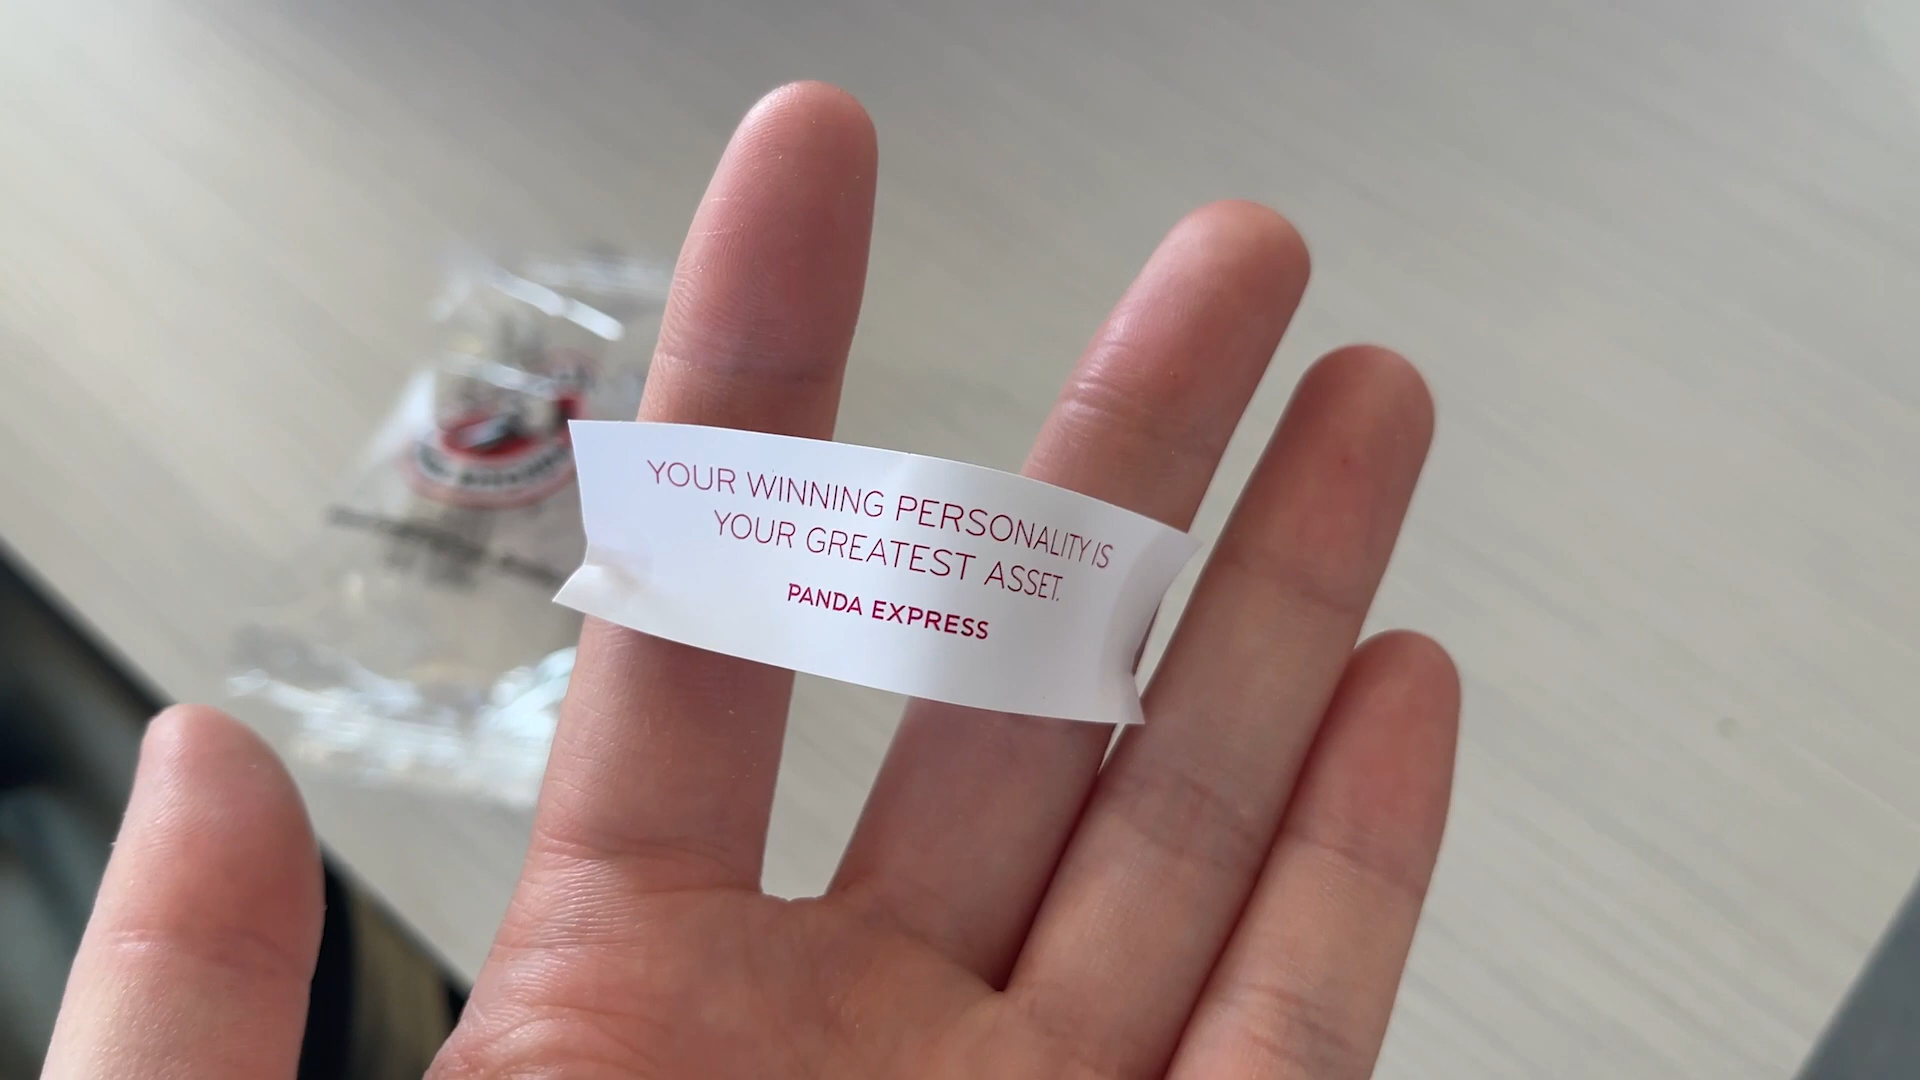 YOUR WINNING PERSONALITY IS
YOUR GREATEST ASSET.
PANDA EXPRESS